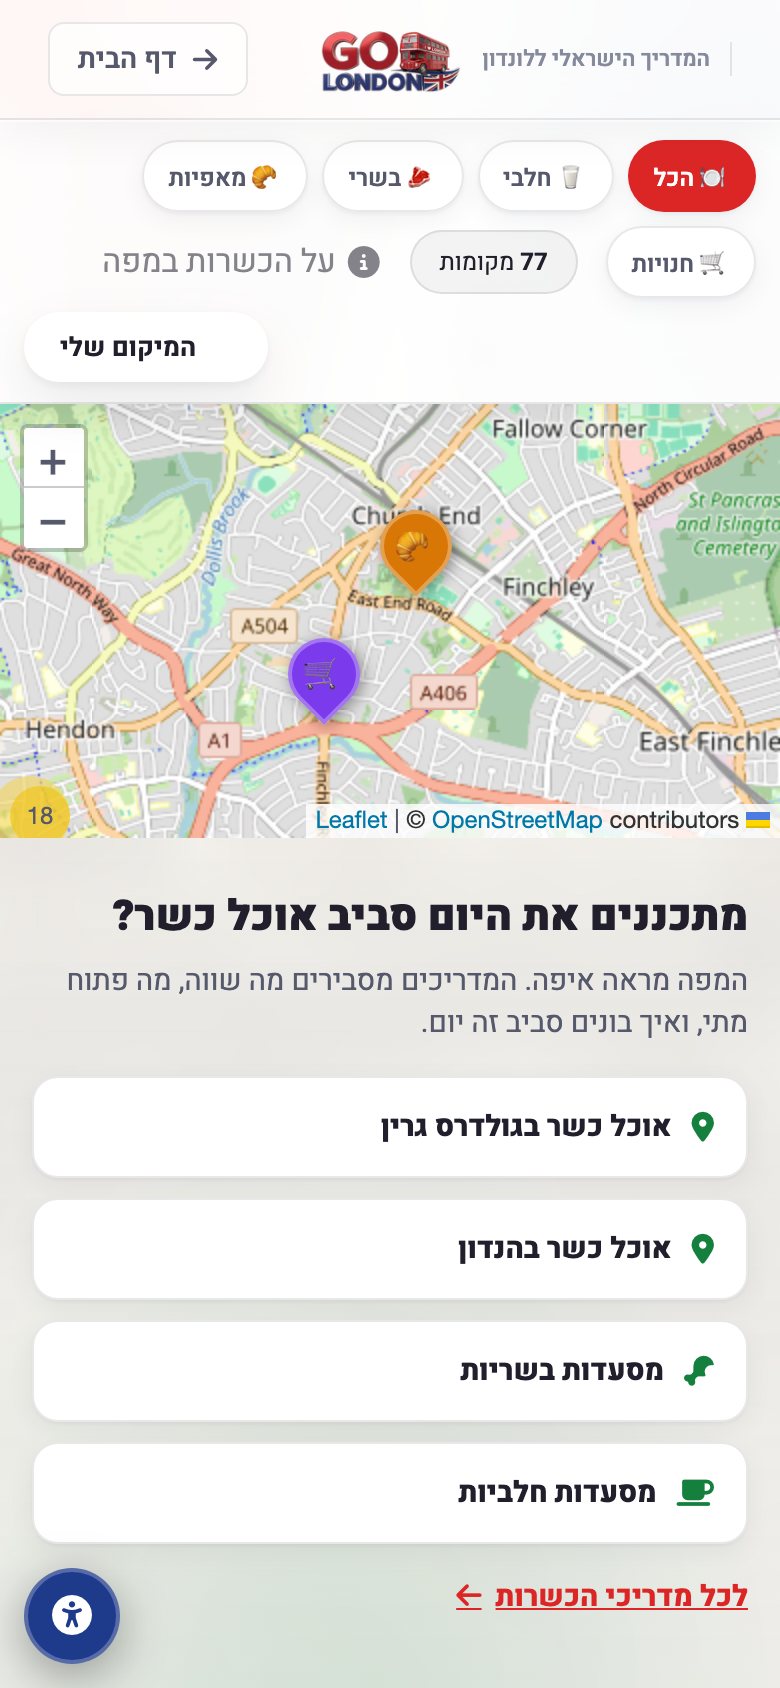 המדריך הישראלי ללונדון
GO LONDON
דף הבית
הכל
חלבי
בשרי
מאפיות
חנויות
77 מקומות
על הכשרות במפה
המיקום שלי
+
−
Fallow Corner
North Circular Road
St Pancras
and Islington
Cemetery
Church End
Dollis Brook
Great North Way
Finchley
East End Road
A504
A406
Hendon
A1
East Finchle
Finchl
18
Leaflet | © OpenStreetMap contributors
מתכננים את היום סביב אוכל כשר?
המפה מראה איפה. המדריכים מסבירים מה שווה, מה פתוח
מתי, ואיך בונים סביב זה יום.
אוכל כשר בגולדרס גרין
אוכל כשר בהנדון
מסעדות בשריות
מסעדות חלביות
לכל מדריכי הכשרות